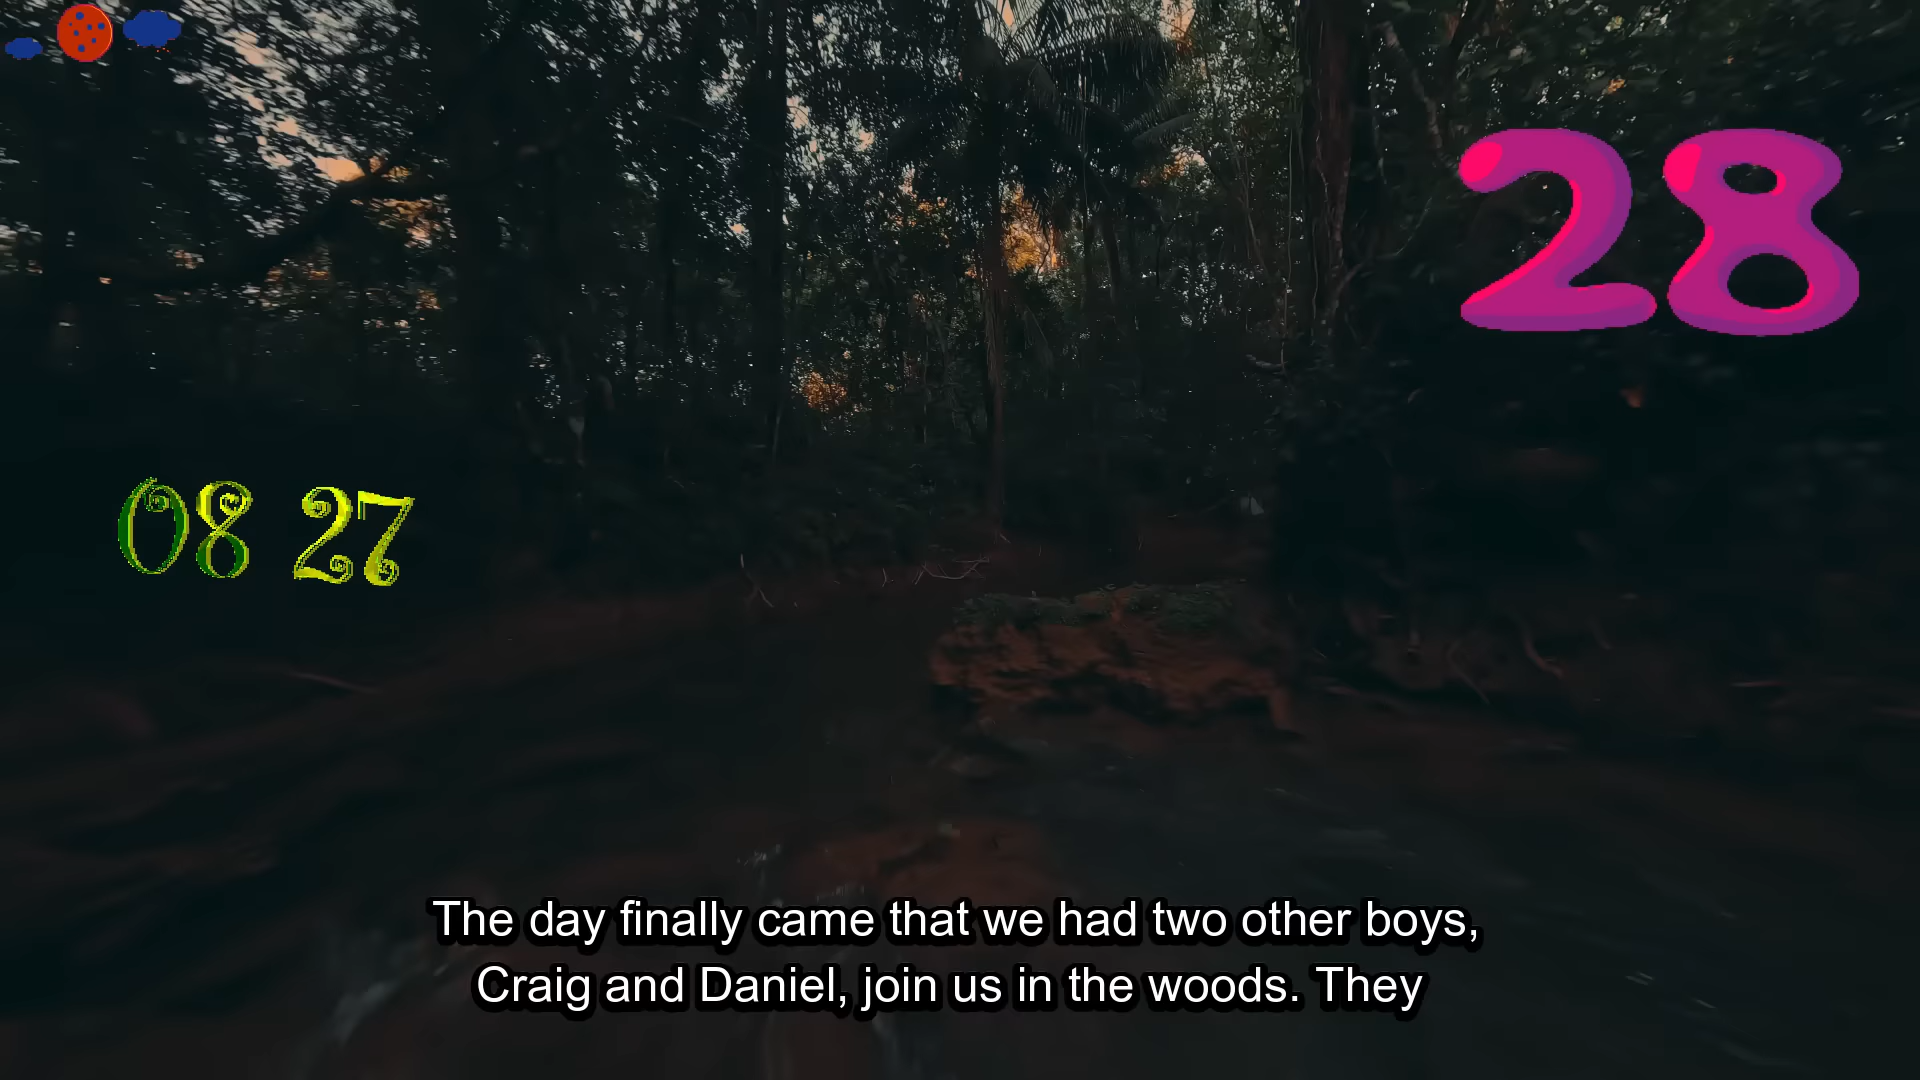 28
08 27
The day finally came that we had two other boys,
Craig and Daniel, join us in the woods. They